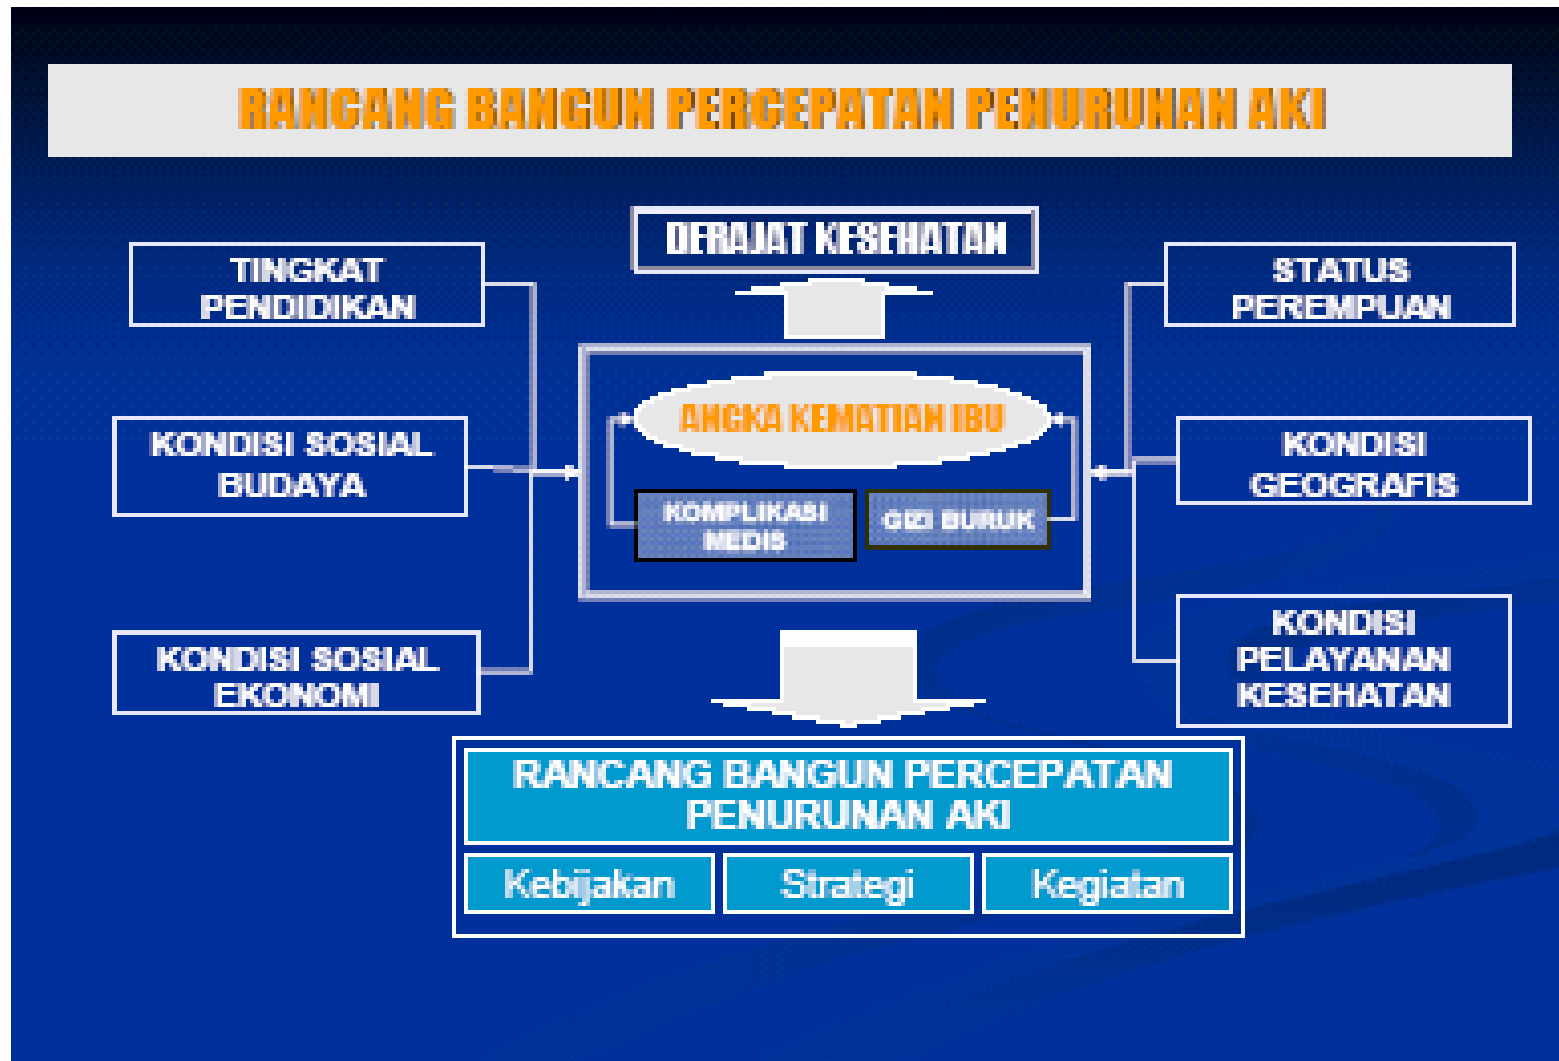 RANCANG BANGUN PERCEPATAN PENURUNAN AKI
DERAJAT KESEHATAN
TINGKAT
PENDIDIKAN
STATUS
PEREMPUAN
ANGKA KEMATIAN IBU
KONDISI SOSIAL
BUDAYA
KONDISI
GEOGRAFIS
KOMPLIKASI
MEDIS
GIZI BURUK
KONDISI SOSIAL
EKONOMI
KONDISI
PELAYANAN
KESEHATAN
RANCANG BANGUN PERCEPATAN
PENURUNAN AKI
Kebijakan
Strategi
Kegiatan